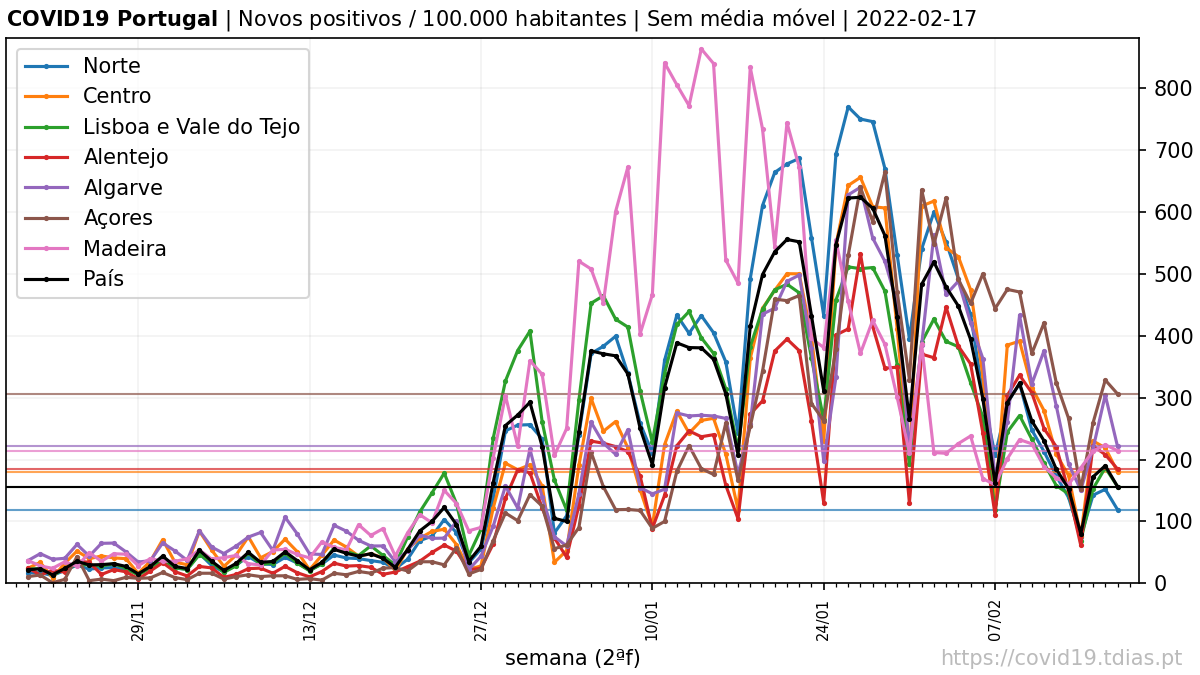 COVID19 Portugal | Novos positivos / 100.000 habitantes | Sem média móvel | 2022-02-17
Norte
Centro
Lisboa e Vale do Tejo
Alentejo
Algarve
Açores
Madeira
País
800
700
600
500
400
300
200
100
0
29/11
13/12
27/12
10/01
24/01
07/02
semana (2ªf)
https://covid19.tdias.pt